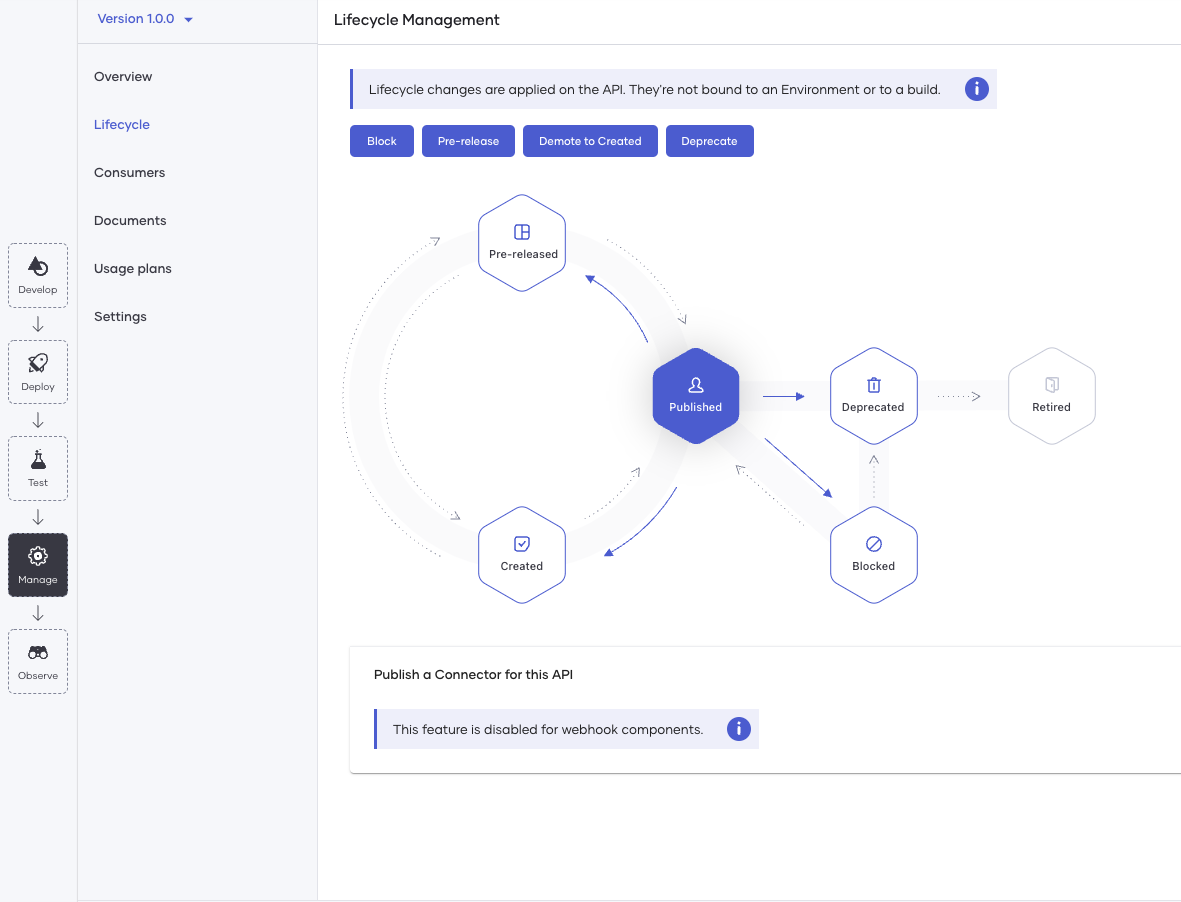 Version 1.0.0
Lifecycle Management
Overview
Lifecycle
Consumers
Documents
Usage plans
Settings
Develop
Deploy
Test
Manage
Observe
Lifecycle changes are applied on the API. They're not bound to an Environment or to a build.
Block
Pre-release
Demote to Created
Deprecate
Pre-released
Published
Deprecated
Retired
Created
Blocked
Publish a Connector for this API
This feature is disabled for webhook components.